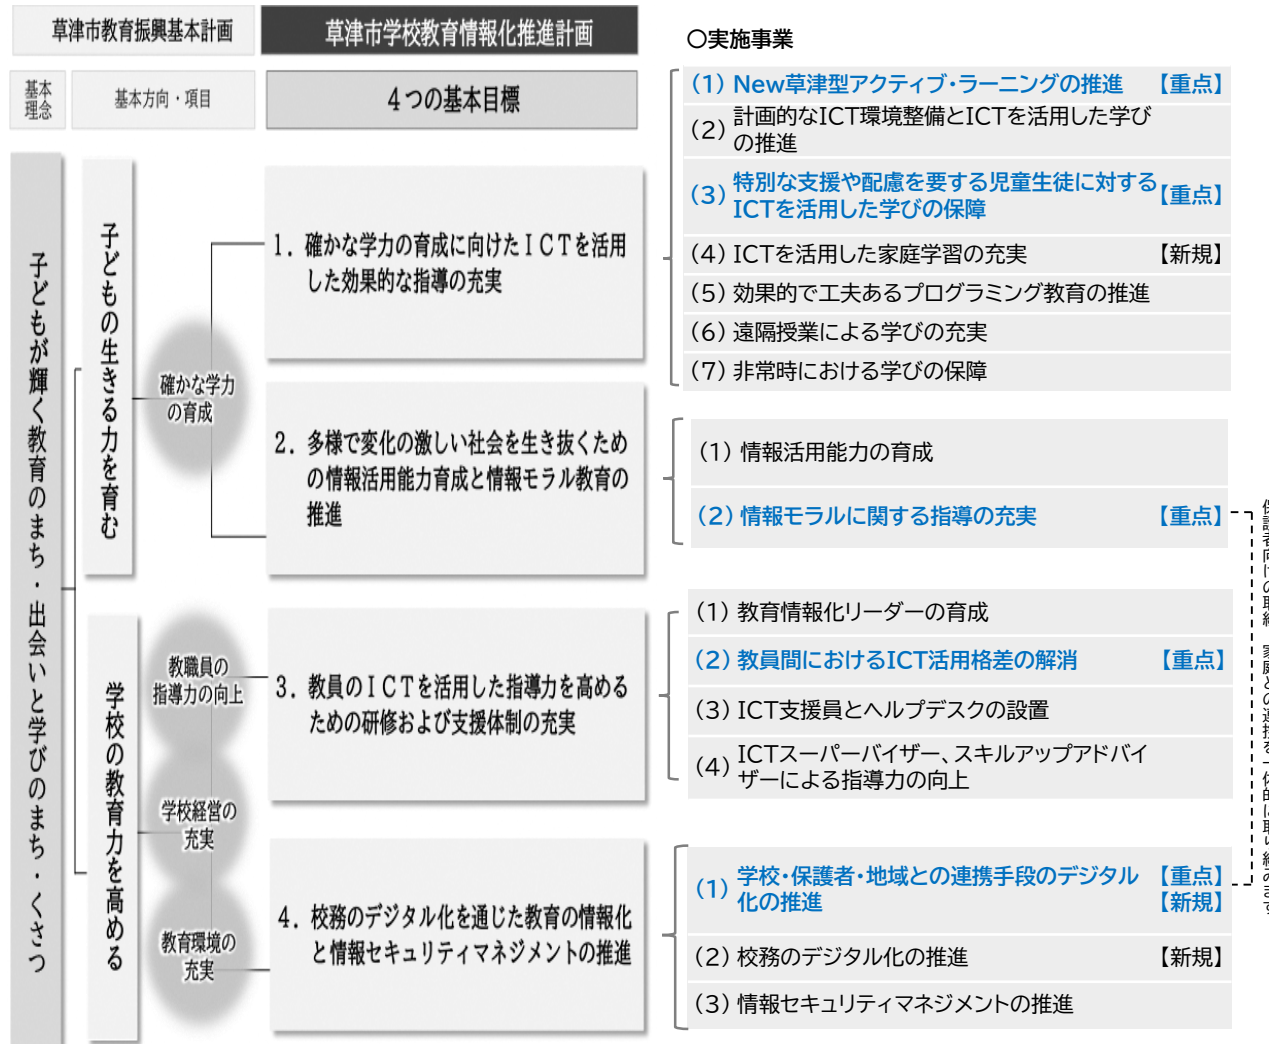 草津市教育振興基本計画
草津市学校教育情報化推進計画
基本
理念
基本方向・項目
4つの基本目標
○実施事業
子どもが輝く教育のまち・出会いと学びのまち・くさつ
子どもの生きる力を育む
確かな学力
の育成
1．確かな学力の育成に向けたＩＣＴを活用
した効果的な指導の充実
(1) New草津型アクティブ・ラーニングの推進 【重点】
(2) 計画的なICT環境整備とICTを活用した学び
の推進
(3) 特別な支援や配慮を要する児童生徒に対する
ICTを活用した学びの保障 【重点】
(4) ICTを活用した家庭学習の充実 【新規】
(5) 効果的で工夫あるプログラミング教育の推進
(6) 遠隔授業による学びの充実
(7) 非常時における学びの保障
2．多様で変化の激しい社会を生き抜くため
の情報活用能力育成と情報モラル教育の
推進
(1) 情報活用能力の育成
(2) 情報モラルに関する指導の充実 【重点】
学校の教育力を高める
教職員の
指導力の向上
学校経営の
充実
教育環境の
充実
3．教員のＩＣＴを活用した指導力を高める
ための研修および支援体制の充実
(1) 教育情報化リーダーの育成
(2) 教員間におけるICT活用格差の解消 【重点】
(3) ICT支援員とヘルプデスクの設置
(4) ICTスーパーバイザー、スキルアップアドバイ
ザーによる指導力の向上
4．校務のデジタル化を通じた教育の情報化
と情報セキュリティマネジメントの推進
(1) 学校・保護者・地域との連携手段のデジタル
化の推進 【重点】
【新規】
(2) 校務のデジタル化の推進 【新規】
(3) 情報セキュリティマネジメントの推進